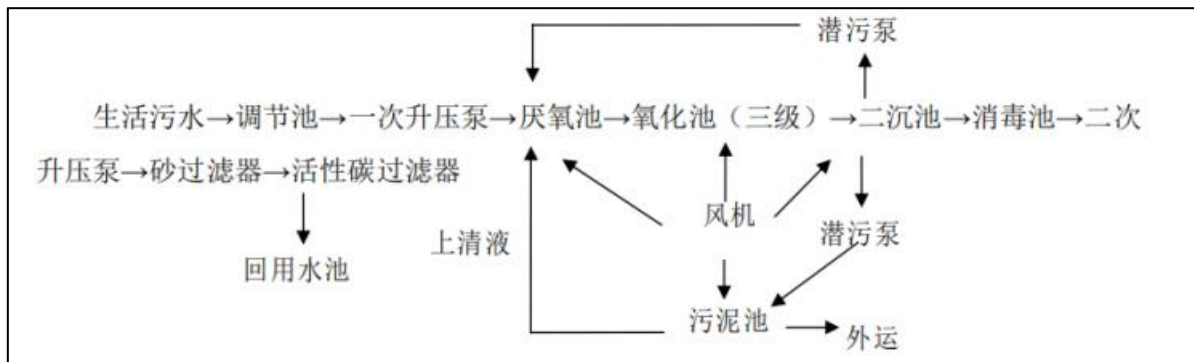 潜污泵
生活污水→调节池→一次升压泵→厌氧池→氧化池（三级）→二沉池→消毒池→二次
升压泵→砂过滤器→活性碳过滤器
风机
潜污泵
上清液
回用水池
污泥池
外运